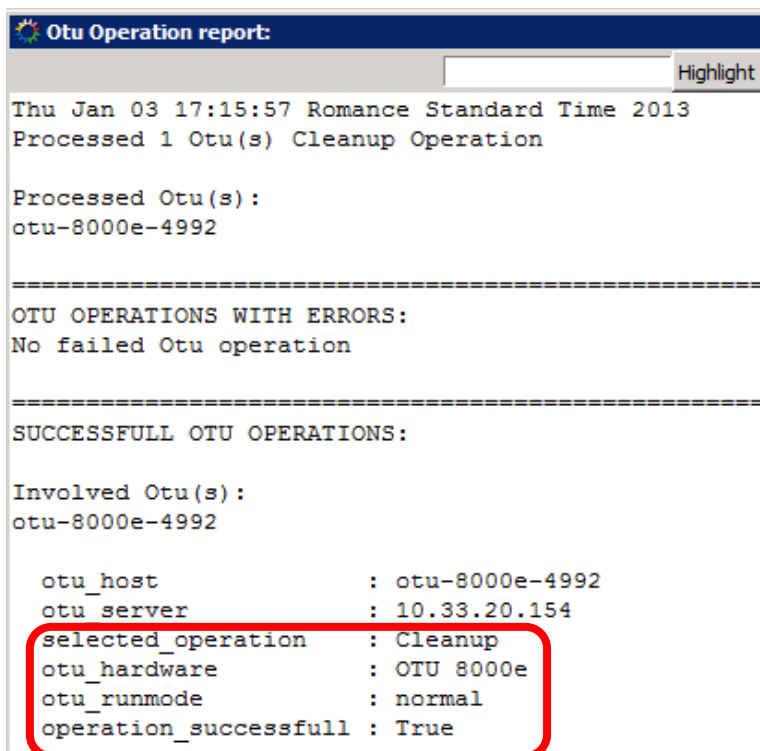 Otu Operation report:
Highlight
Thu Jan 03 17:15:57 Romance Standard Time 2013
Processed 1 Otu(s) Cleanup Operation
Processed Otu(s):
otu-8000e-4992
==================================================
OTU OPERATIONS WITH ERRORS:
No failed Otu operation
==================================================
SUCCESSFULL OTU OPERATIONS:
Involved Otu(s):
otu-8000e-4992
otu_host : otu-8000e-4992
otu_server : 10.33.20.154
selected_operation : Cleanup
otu_hardware : OTU 8000e
otu_runmode : normal
operation_successfull : True